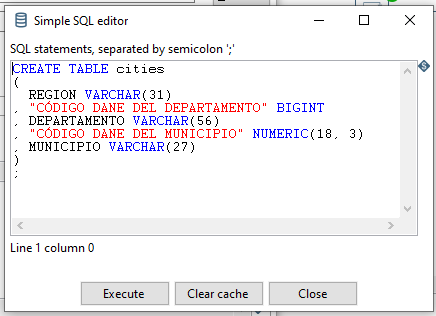 Simple SQL editor
SQL statements, separated by semicolon ';'
CREATE TABLE cities
(
  REGION VARCHAR(31)
, "CÓDIGO DANE DEL DEPARTAMENTO" BIGINT
, DEPARTAMENTO VARCHAR(56)
, "CÓDIGO DANE DEL MUNICIPIO" NUMERIC(18, 3)
, MUNICIPIO VARCHAR(27)
)
;
Line 1 column 0
Execute Clear cache Close